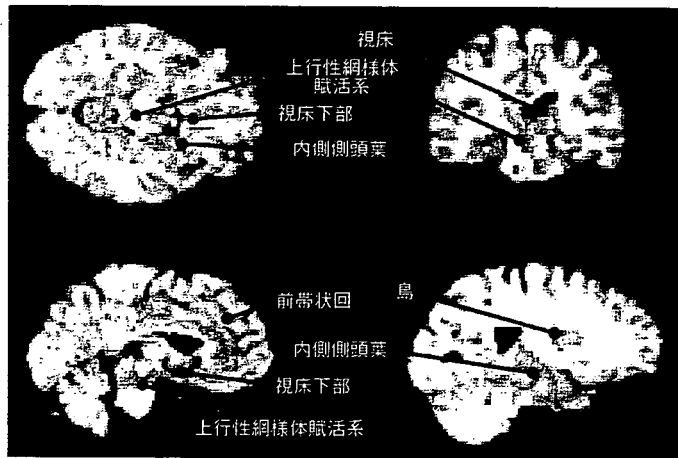 視床
上行性網様体
賦活系
視床下部
内側側頭葉
前帯状回
島
内側側頭葉
視床下部
上行性網様体賦活系